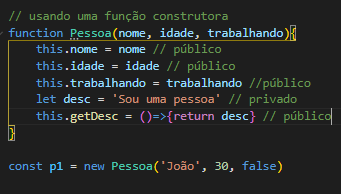 // usando uma função construtora
function Pessoa(nome, idade, trabalhando){
this.nome = nome // público
this.idade = idade // público
this.trabalhando = trabalhando //público
let desc = 'Sou uma pessoa' // privado
this.getDesc = ()=>{return desc} // público
}
const p1 = new Pessoa('João', 30, false)